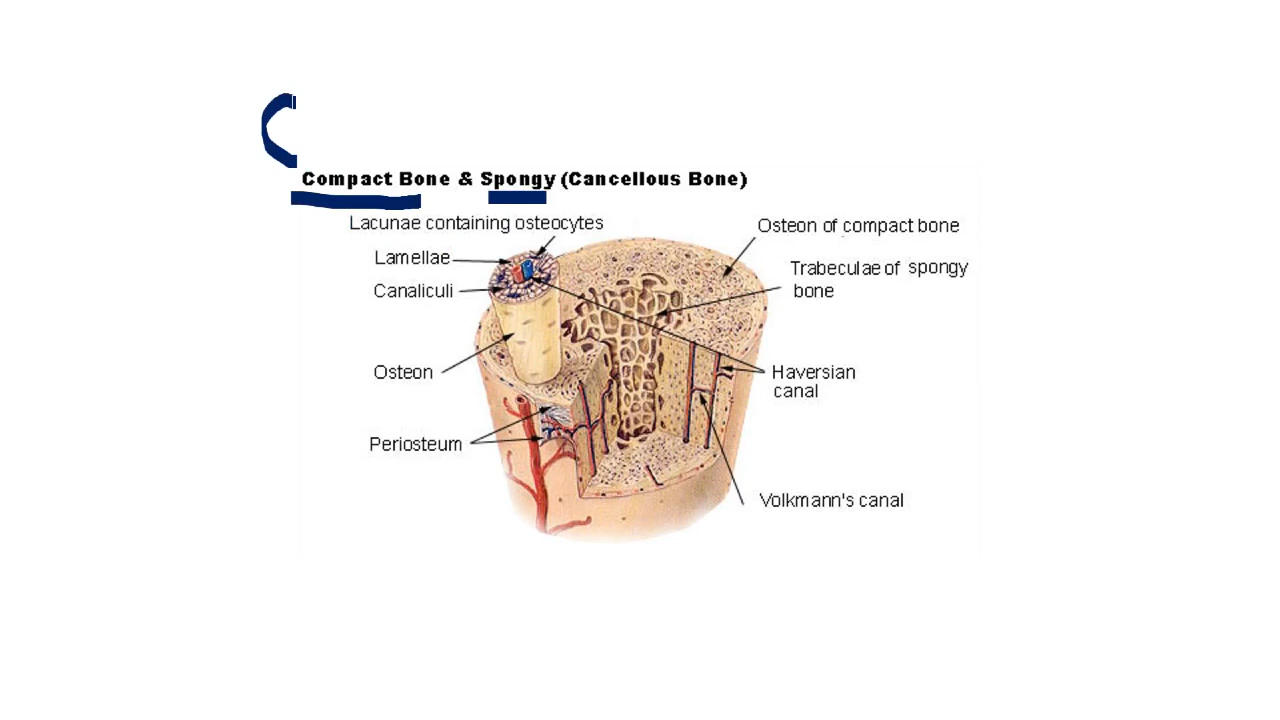 Compact Bone & Spongy (Cancellous Bone)
Lacunae containing osteocytes
Lamellae
Canaliculi
Osteon
Periosteum
Osteon of compact bone
Trabeculae of spongy
bone
Haversian
canal
Volkmann's canal